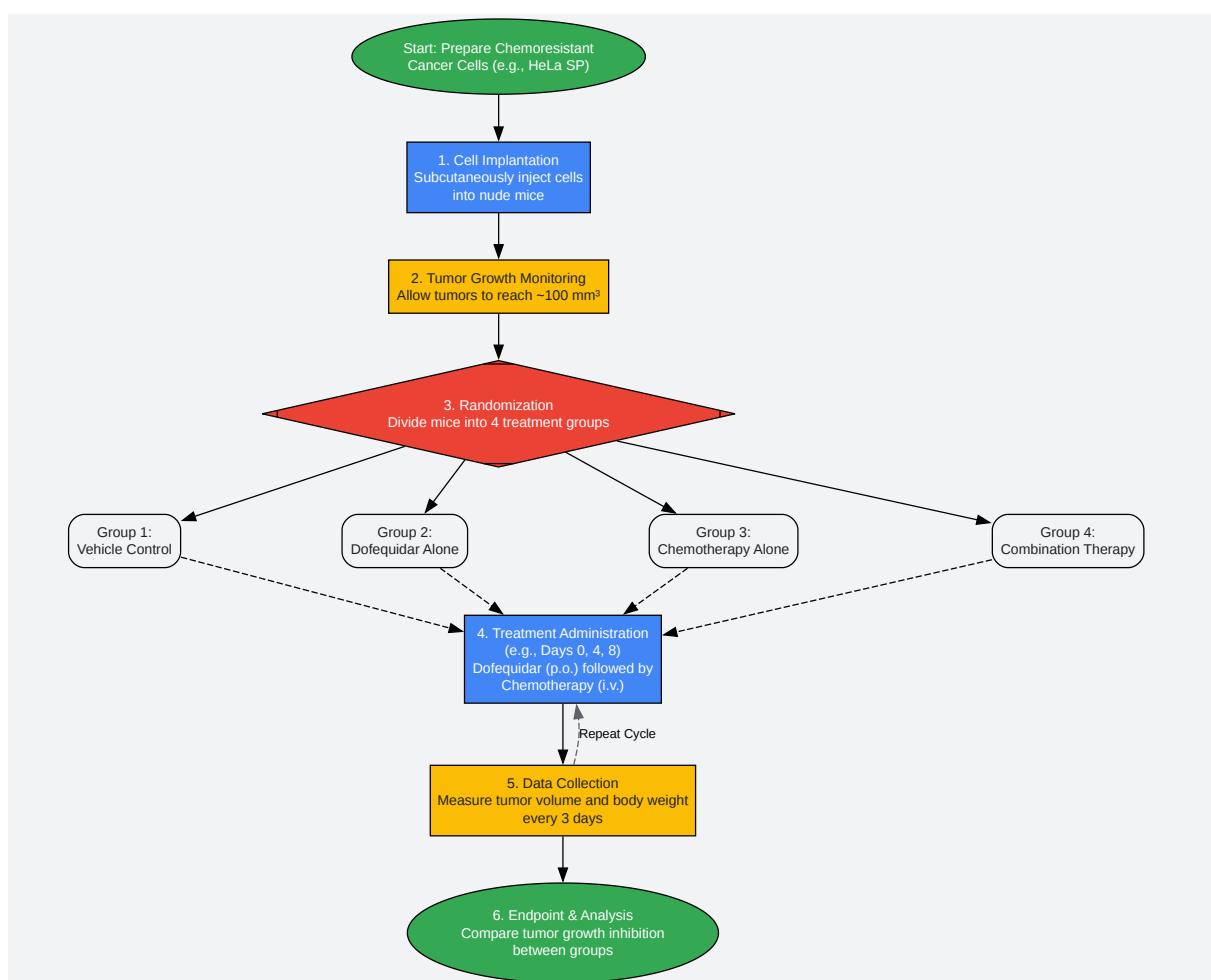 Start: Prepare Chemoresistant
Cancer Cells (e.g., HeLa SP)
1. Cell Implantation
Subcutaneously inject cells
into nude mice
2. Tumor Growth Monitoring
Allow tumors to reach ~100 mm³
3. Randomization
Divide mice into 4 treatment groups
Group 1:
Vehicle Control
Group 2:
Dofequidar Alone
Group 3:
Chemotherapy Alone
Group 4:
Combination Therapy
4. Treatment Administration
(e.g., Days 0, 4, 8)
Dofequidar (p.o.) followed by
Chemotherapy (i.v.)
Repeat Cycle
5. Data Collection
Measure tumor volume and body weight
every 3 days
6. Endpoint & Analysis
Compare tumor growth inhibition
between groups